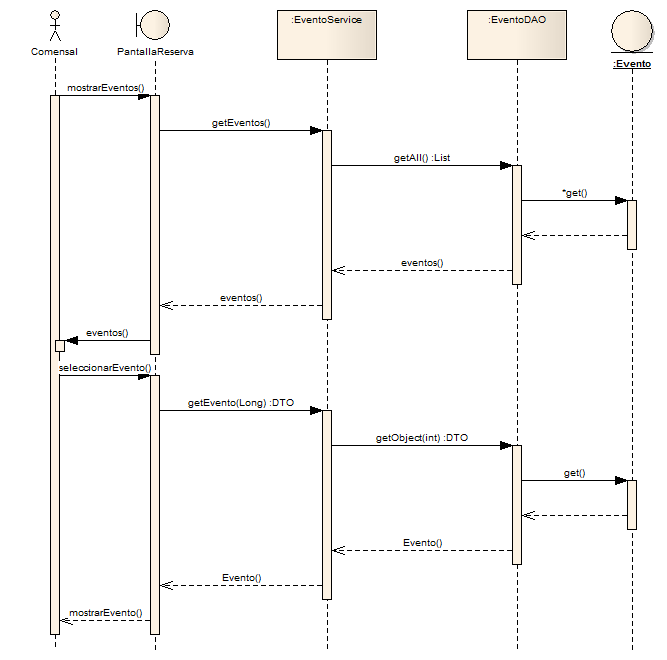 :EventoService
:EventoDAO
Comensal
PantallaReserva
:Evento
mostrarEventos()
getEventos()
getAll() :List
*get()
eventos()
eventos()
eventos()
seleccionarEvento()
getEvento(Long) :DTO
getObject(int) :DTO
get()
Evento()
Evento()
mostrarEvento()